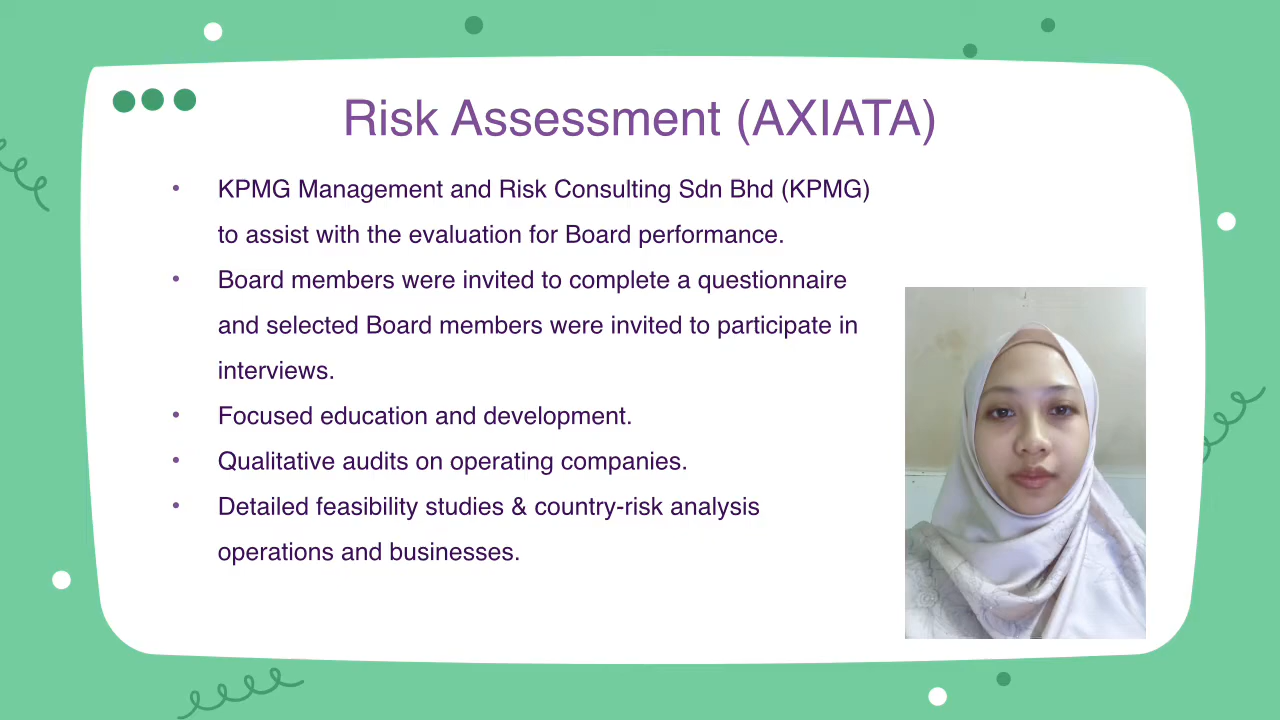 Risk Assessment (AXIATA)
• KPMG Management and Risk Consulting Sdn Bhd (KPMG)
to assist with the evaluation for Board performance.
• Board members were invited to complete a questionnaire
and selected Board members were invited to participate in
interviews.
• Focused education and development.
• Qualitative audits on operating companies.
• Detailed feasibility studies & country-risk analysis
operations and businesses.